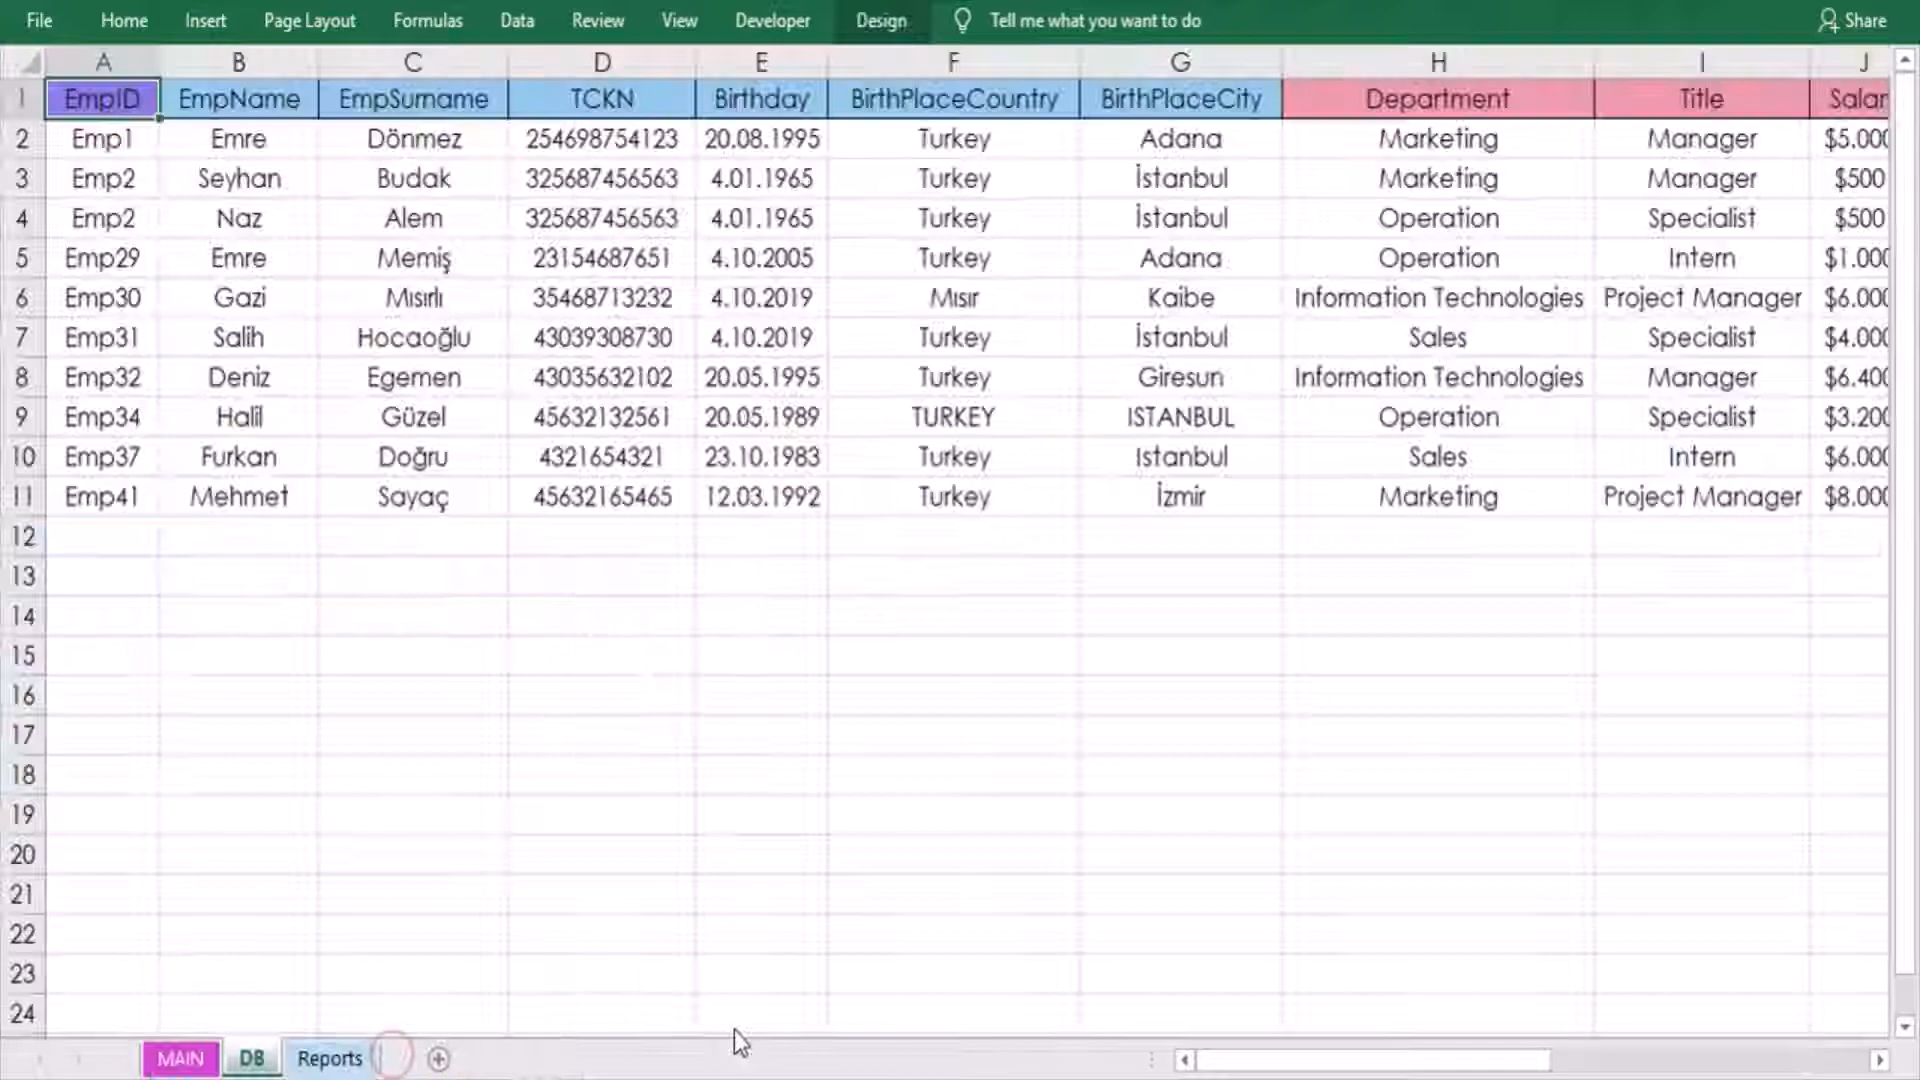 File Home Insert Page Layout Formulas Data Review View Developer Design Tell me what you want to do Share
A B C D E F G H I J
1 EmpID EmpName EmpSurname TCKN Birthday BirthPlaceCountry BirthPlaceCity Department Title Salar
2 Emp1 Emre Dönmez 254698754123 20.08.1995 Turkey Adana Marketing Manager $5.000
3 Emp2 Seyhan Budak 325687456563 4.01.1965 Turkey İstanbul Marketing Manager $500
4 Emp2 Naz Alem 325687456563 4.01.1965 Turkey İstanbul Operation Specialist $500
5 Emp29 Emre Memiş 23154687651 4.10.2005 Turkey Adana Operation Intern $1.000
6 Emp30 Gazi Mısırlı 35468713232 4.10.2019 Mısır Kaibe Information Technologies Project Manager $6.000
7 Emp31 Salih Hocaoğlu 43039308730 4.10.2019 Turkey İstanbul Sales Specialist $4.000
8 Emp32 Deniz Egemen 43035632102 20.05.1995 Turkey Giresun Information Technologies Manager $6.400
9 Emp34 Halil Güzel 45632132561 20.05.1989 TURKEY ISTANBUL Operation Specialist $3.200
10 Emp37 Furkan Doğru 4321654321 23.10.1983 Turkey Istanbul Sales Intern $6.000
11 Emp41 Mehmet Sayaç 45632165465 12.03.1992 Turkey İzmir Marketing Project Manager $8.000
12
13
14
15
16
17
18
19
20
21
22
23
24
MAIN DB Reports